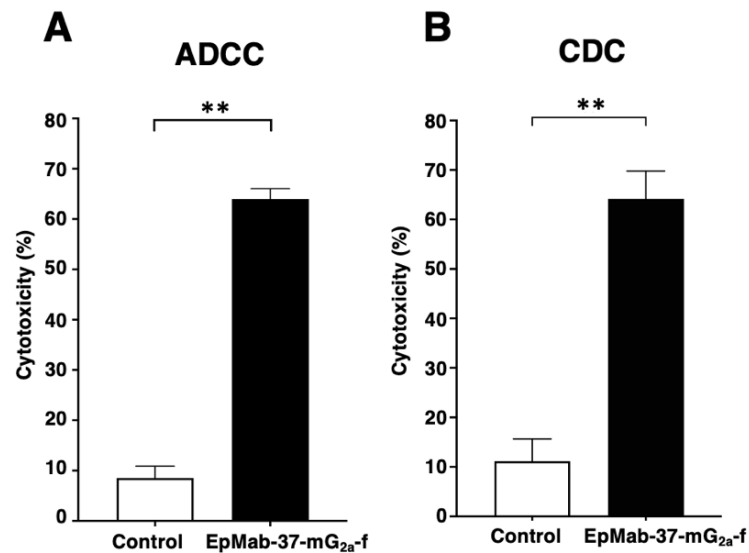 A
ADCC
**
Cytotoxicity (%)
80
70
60
50
40
30
20
10
0
Control
EpMab-37-mG₂ₐ-f
B
CDC
**
Cytotoxicity (%)
80
70
60
50
40
30
20
10
0
Control
EpMab-37-mG₂ₐ-f